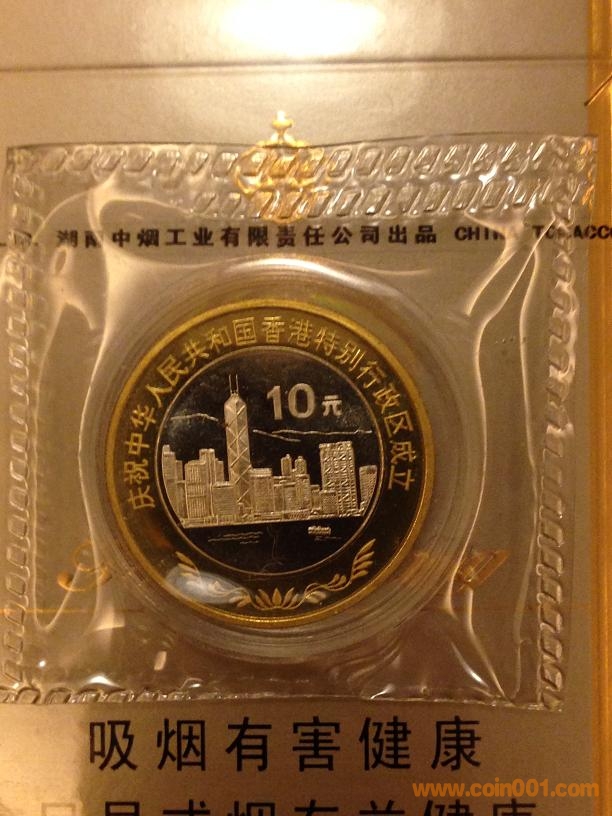 湖南中烟工业有限责任公司出品 CHINA TOBACCO
庆祝中华人民共和国香港特别行政区成立
10元
吸烟有害健康
www.coin001.com